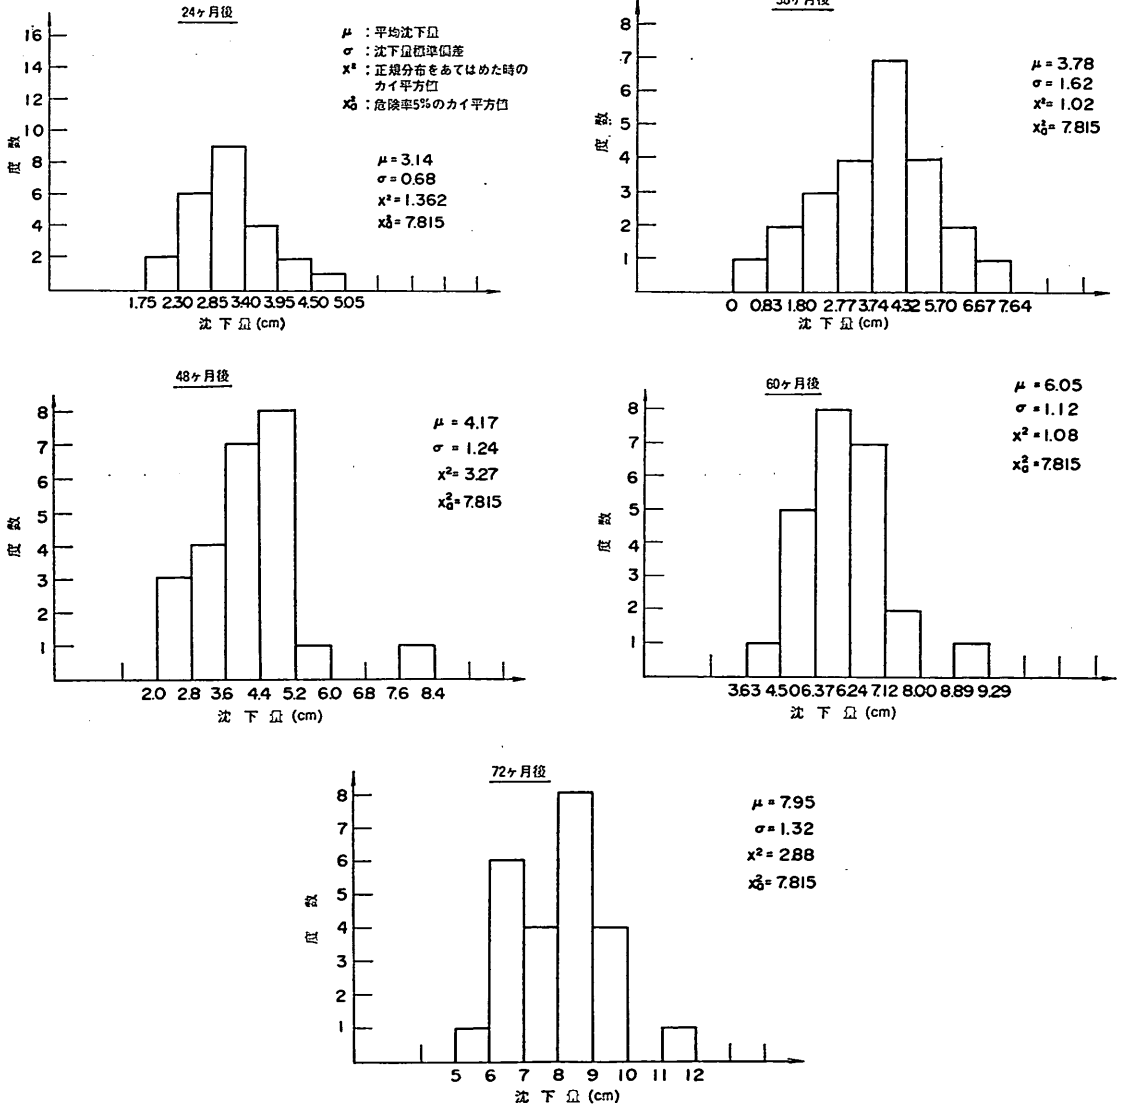 24ヶ月後
μ : 平均沈下量
σ : 沈下量標準偏差
x² : 正規分布をあてはめた時の
カイ平方値
x²α : 危険率5%のカイ平方値
16
14
12
10
8
6
4
2
度数
μ = 3.14
σ = 0.68
x² = 1.362
x²α = 7.815
1.75 2.30 2.85 3.40 3.95 4.50 5.05
沈下量(cm)
8
7
6
5
4
3
2
1
度数
μ = 3.78
σ = 1.62
x² = 1.02
x²α = 7.815
0 0.83 1.80 2.77 3.74 4.32 5.70 6.67 7.64
沈下量(cm)
48ヶ月後
8
7
6
5
4
3
2
1
度数
μ = 4.17
σ = 1.24
x² = 3.27
x²α = 7.815
2.0 2.8 3.6 4.4 5.2 6.0 6.8 7.6 8.4
沈下量(cm)
60ヶ月後
8
7
6
5
4
3
2
1
度数
μ = 6.05
σ = 1.12
x² = 1.08
x²α = 7.815
3.63 4.50 6.37 6.24 7.12 8.00 8.89 9.29
沈下量(cm)
72ヶ月後
8
7
6
5
4
3
2
1
度数
μ = 7.95
σ = 1.32
x² = 2.88
x²α = 7.815
5 6 7 8 9 10 11 12
沈下量(cm)